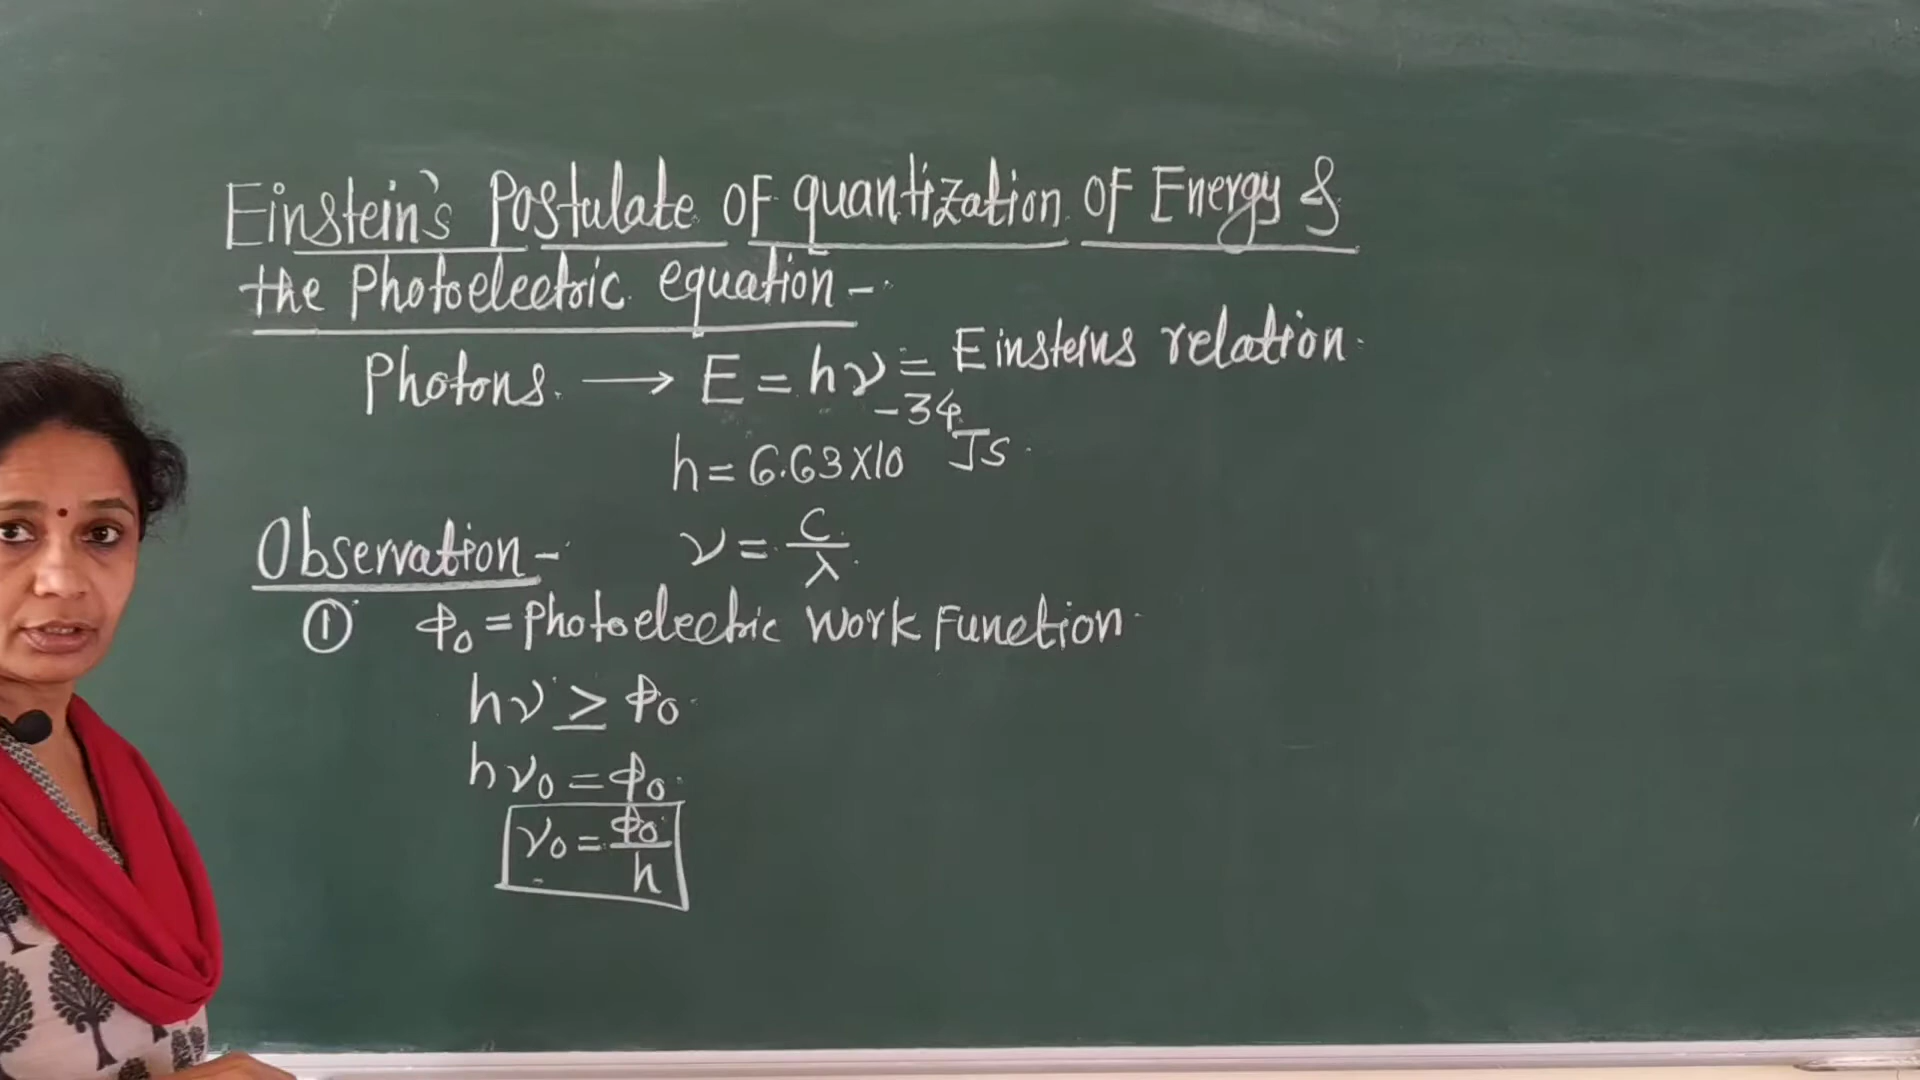 Einstein's Postulate of quantization of Energy &
the Photoelectric equation -
Photons. → E = hν = Einsteins relation.
h = 6.63 x 10⁻³⁴ JS.
Observation - ν = C/λ
① ϕ₀ = Photoelectric Work Function.
hν ≥ ϕ₀
hν₀ = ϕ₀
ν₀ = ϕ₀/h